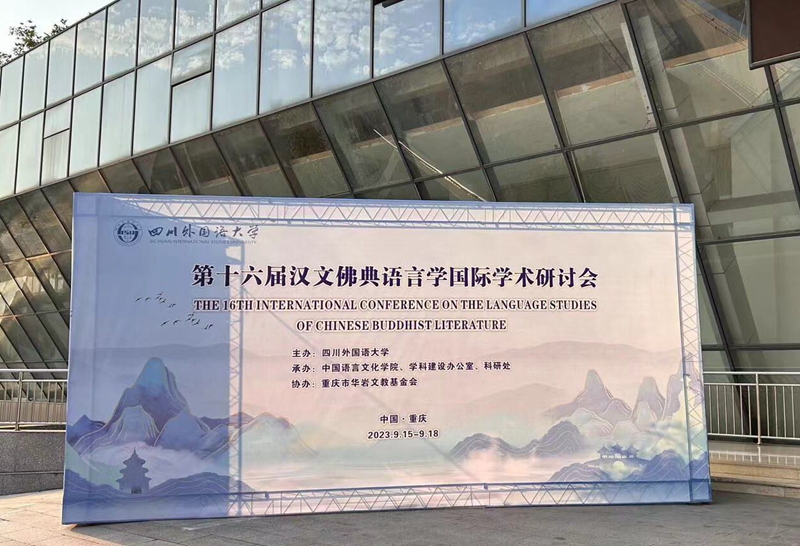 四川外国语大学
SICHUAN INTERNATIONAL STUDIES UNIVERSITY
第十六届汉文佛典语言学国际学术研讨会
THE 16TH INTERNATIONAL CONFERENCE ON THE LANGUAGE STUDIES
OF CHINESE BUDDHIST LITERATURE
主办：四川外国语大学
承办：中国语言文化学院、学科建设办公室、科研处
协办：重庆市华岩文教基金会
中国·重庆
2023.9.15-9.18